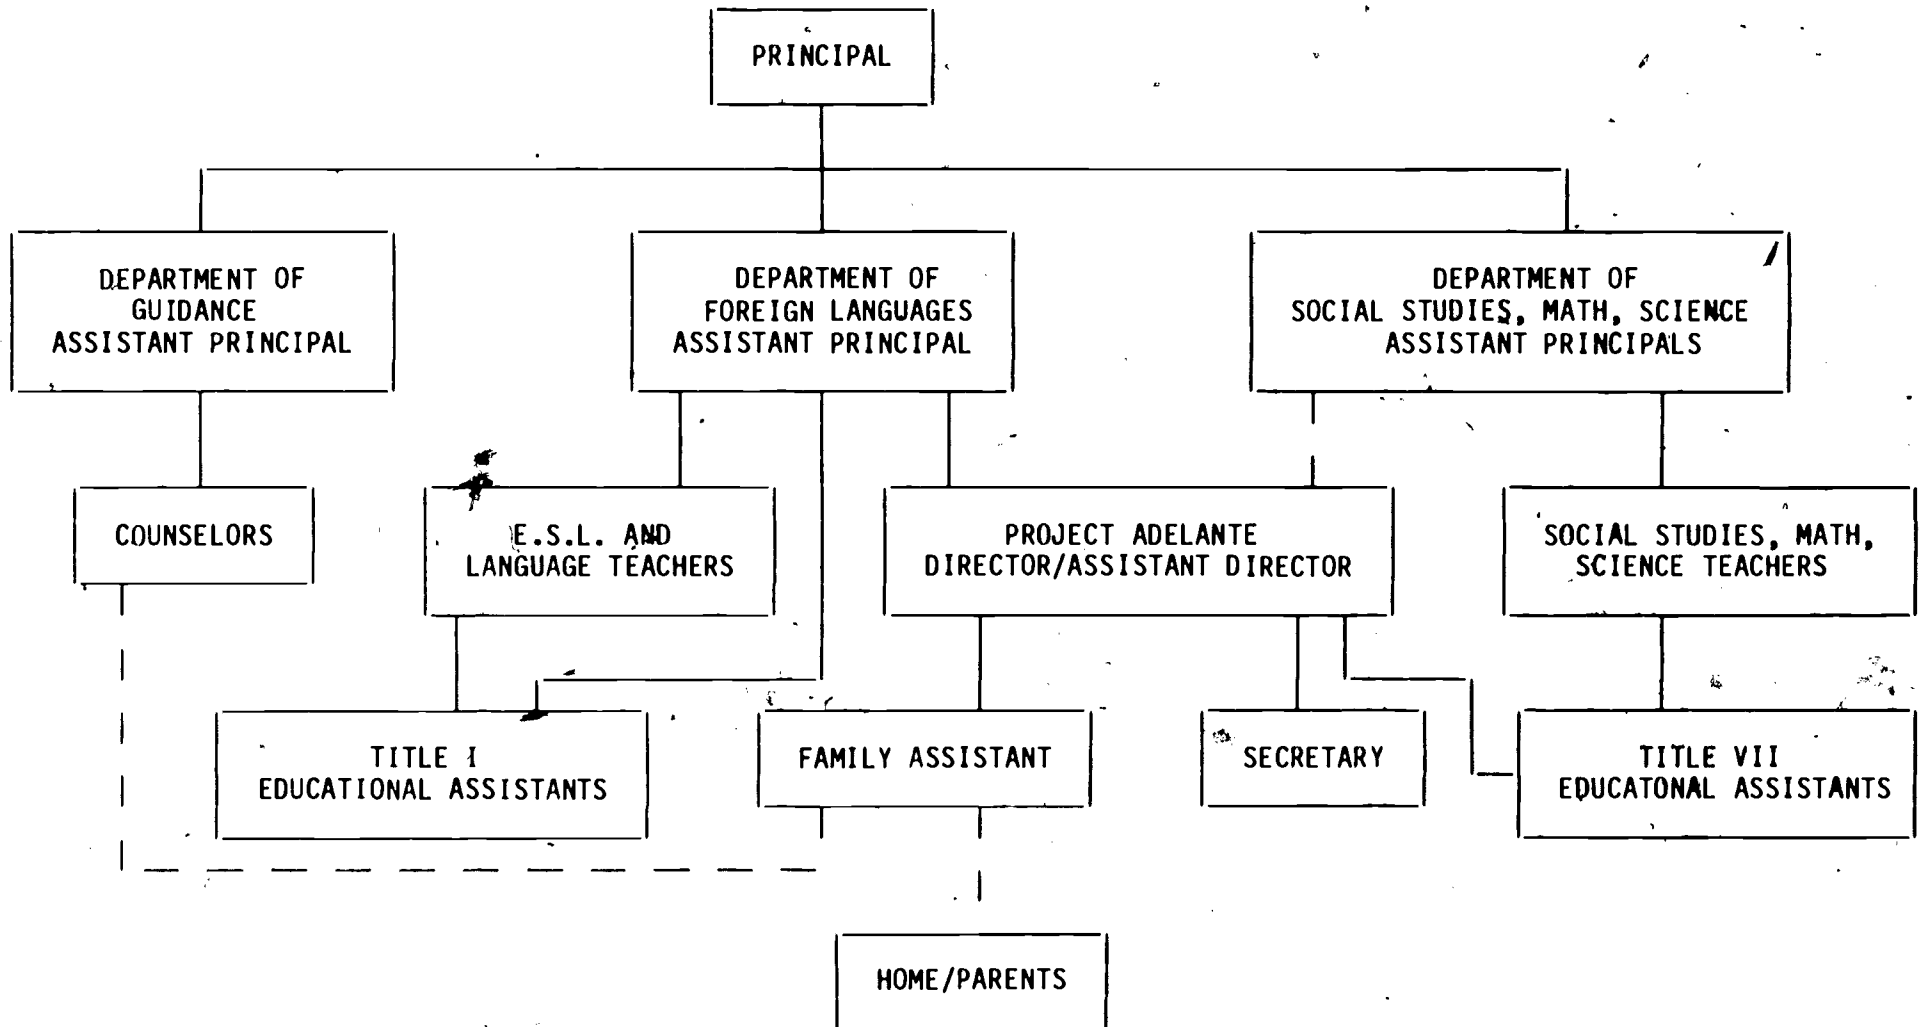 PRINCIPAL
DEPARTMENT OF
GUIDANCE
ASSISTANT PRINCIPAL
DEPARTMENT OF
FOREIGN LANGUAGES
ASSISTANT PRINCIPAL
DEPARTMENT OF
SOCIAL STUDIES, MATH, SCIENCE
ASSISTANT PRINCIPALS
COUNSELORS
E.S.L. AND
LANGUAGE TEACHERS
PROJECT ADELANTE
DIRECTOR/ASSISTANT DIRECTOR
SOCIAL STUDIES, MATH,
SCIENCE TEACHERS
TITLE I
EDUCATIONAL ASSISTANTS
FAMILY ASSISTANT
SECRETARY
TITLE VII
EDUCATONAL ASSISTANTS
HOME/PARENTS